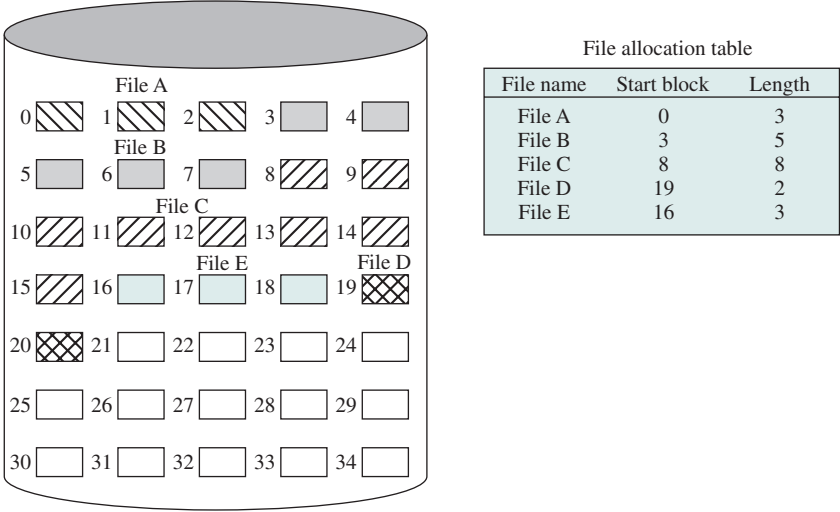 File allocation table
File name Start block Length
File A 0 3
File B 3 5
File C 8 8
File D 19 2
File E 16 3
File A
0 1 2 3 4
File B
5 6 7 8 9
File C
10 11 12 13 14
File E File D
15 16 17 18 19
20 21 22 23 24
25 26 27 28 29
30 31 32 33 34